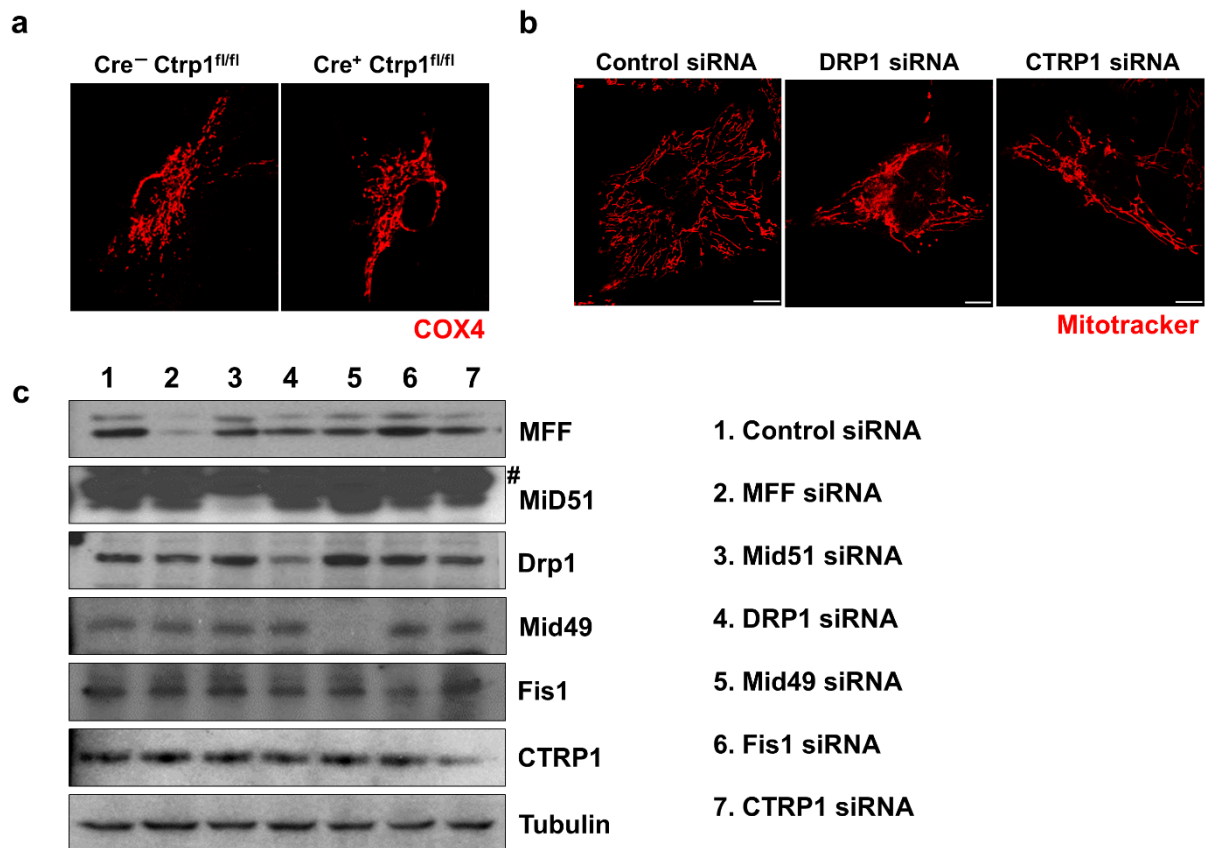 a
Cre⁻ Ctrp1fl/fl
Cre⁺ Ctrp1fl/fl
COX4
b
Control siRNA
DRP1 siRNA
CTRP1 siRNA
Mitotracker
c
1 2 3 4 5 6 7
MFF
#
MiD51
Drp1
Mid49
Fis1
CTRP1
Tubulin
1. Control siRNA
2. MFF siRNA
3. Mid51 siRNA
4. DRP1 siRNA
5. Mid49 siRNA
6. Fis1 siRNA
7. CTRP1 siRNA